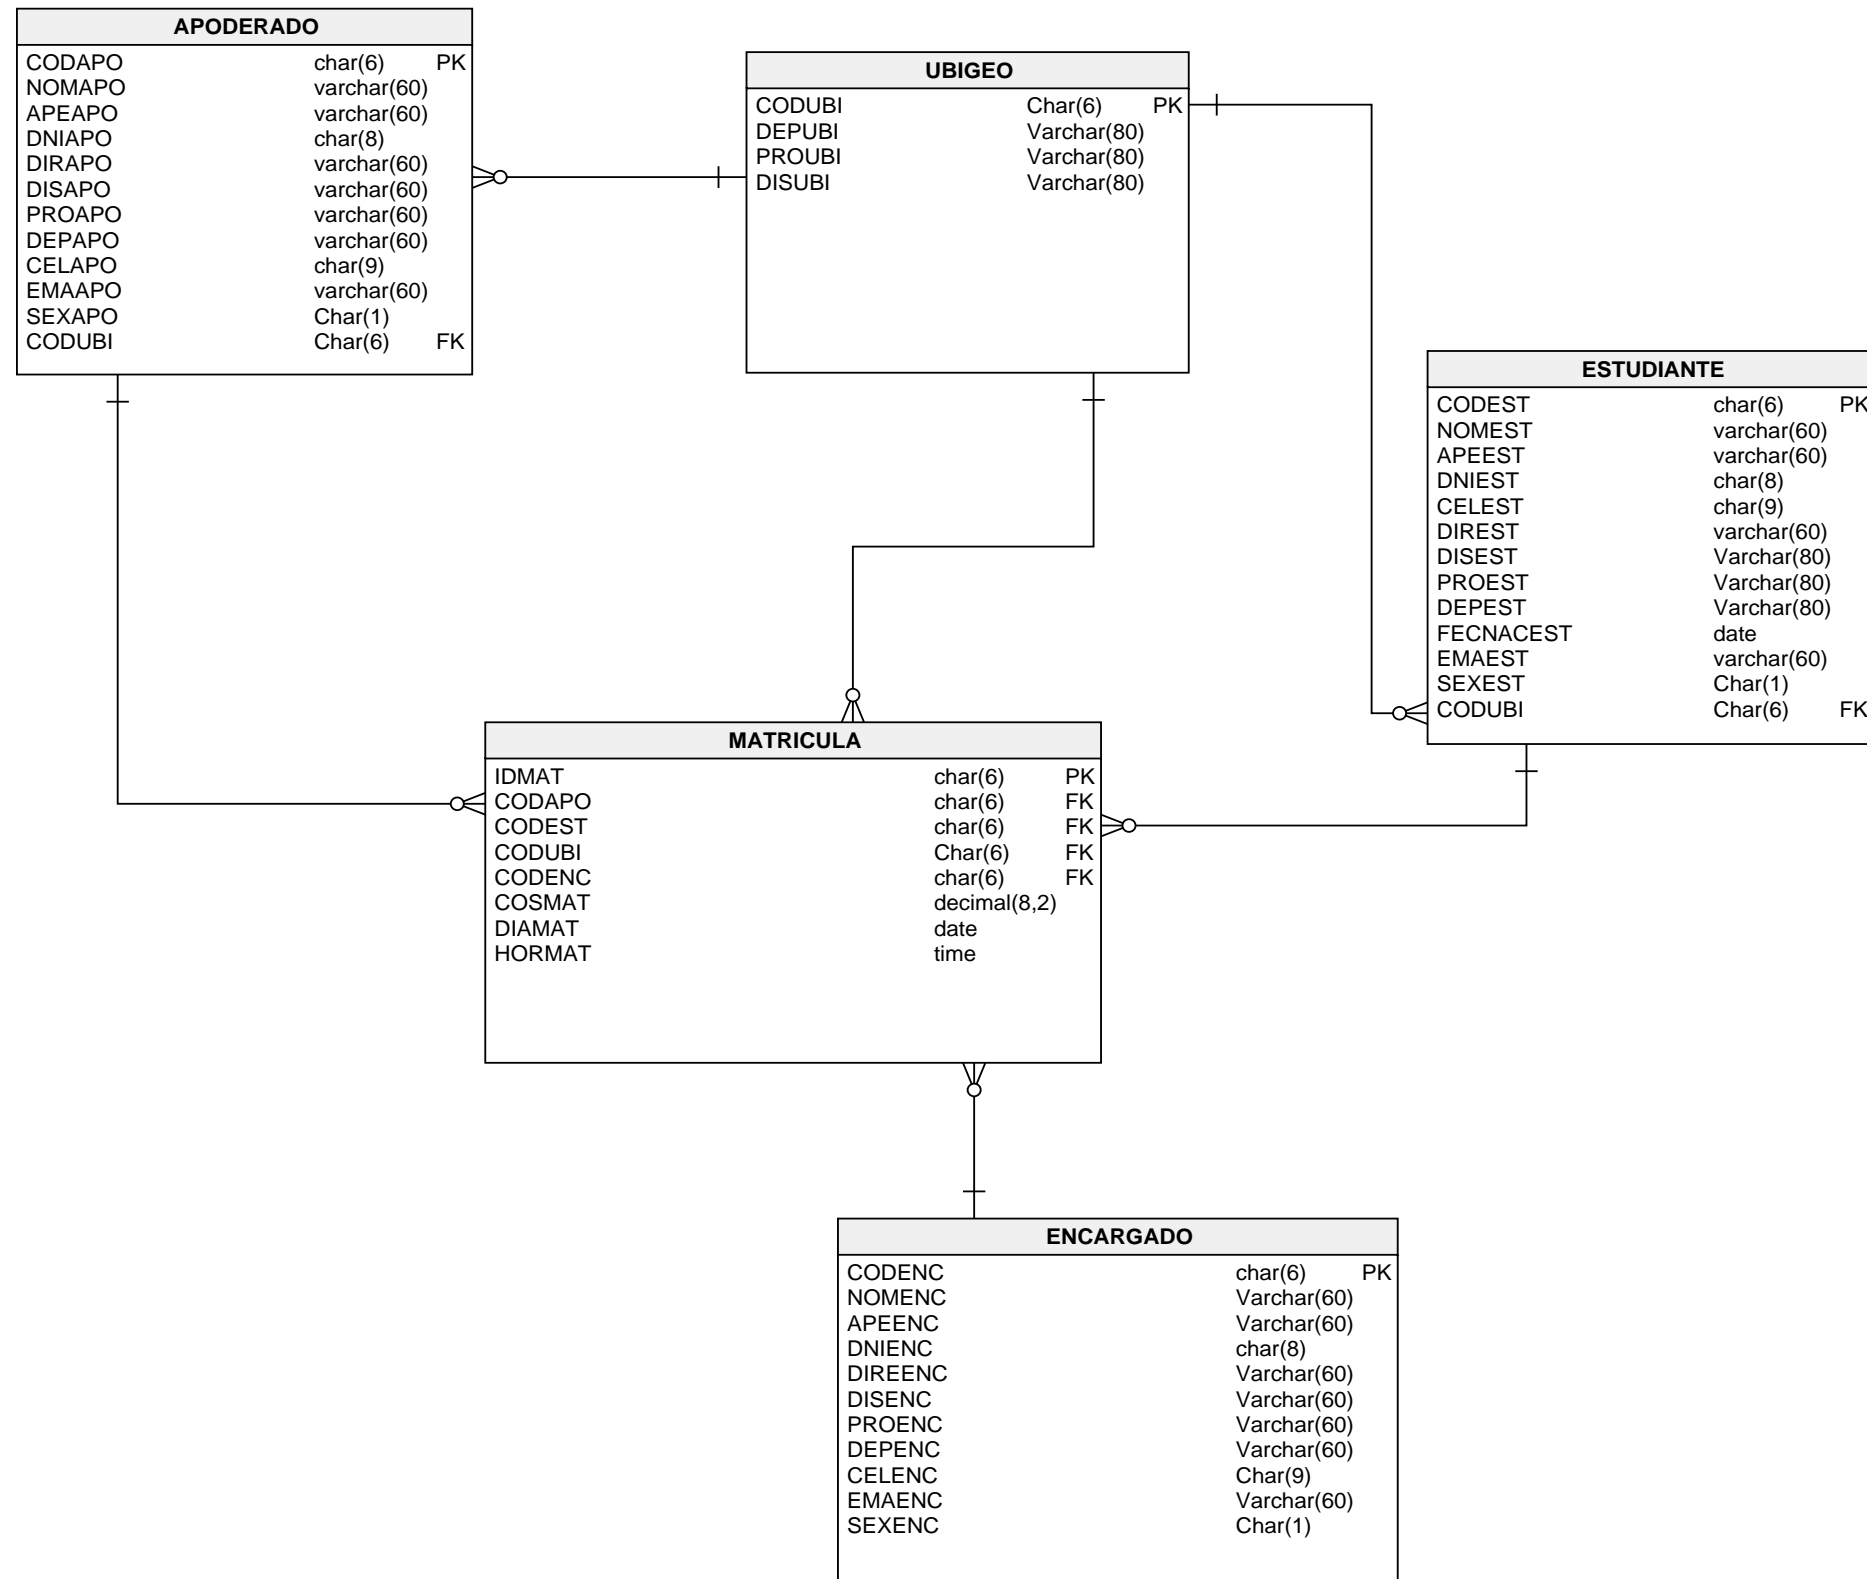 APODERADO
CODAPO char(6) PK
NOMAPO varchar(60)
APEAPO varchar(60)
DNIAPO char(8)
DIRAPO varchar(60)
DISAPO varchar(60)
PROAPO varchar(60)
DEPAPO varchar(60)
CELAPO char(9)
EMAAPO varchar(60)
SEXAPO Char(1)
CODUBI Char(6) FK
UBIGEO
CODUBI Char(6) PK
DEPUBI Varchar(80)
PROUBI Varchar(80)
DISUBI Varchar(80)
ESTUDIANTE
CODEST char(6) PK
NOMEST varchar(60)
APEEST varchar(60)
DNIEST char(8)
CELEST char(9)
DIREST varchar(60)
DISEST Varchar(80)
PROEST Varchar(80)
DEPEST Varchar(80)
FECNACEST date
EMAEST varchar(60)
SEXEST Char(1)
CODUBI Char(6) FK
MATRICULA
IDMAT char(6) PK
CODAPO char(6) FK
CODEST char(6) FK
CODUBI Char(6) FK
CODENC char(6) FK
COSMAT decimal(8,2)
DIAMAT date
HORMAT time
ENCARGADO
CODENC char(6) PK
NOMENC Varchar(60)
APEENC Varchar(60)
DNIENC char(8)
DIREENC Varchar(60)
DISENC Varchar(60)
PROENC Varchar(60)
DEPENC Varchar(60)
CELENC Char(9)
EMAENC Varchar(60)
SEXENC Char(1)